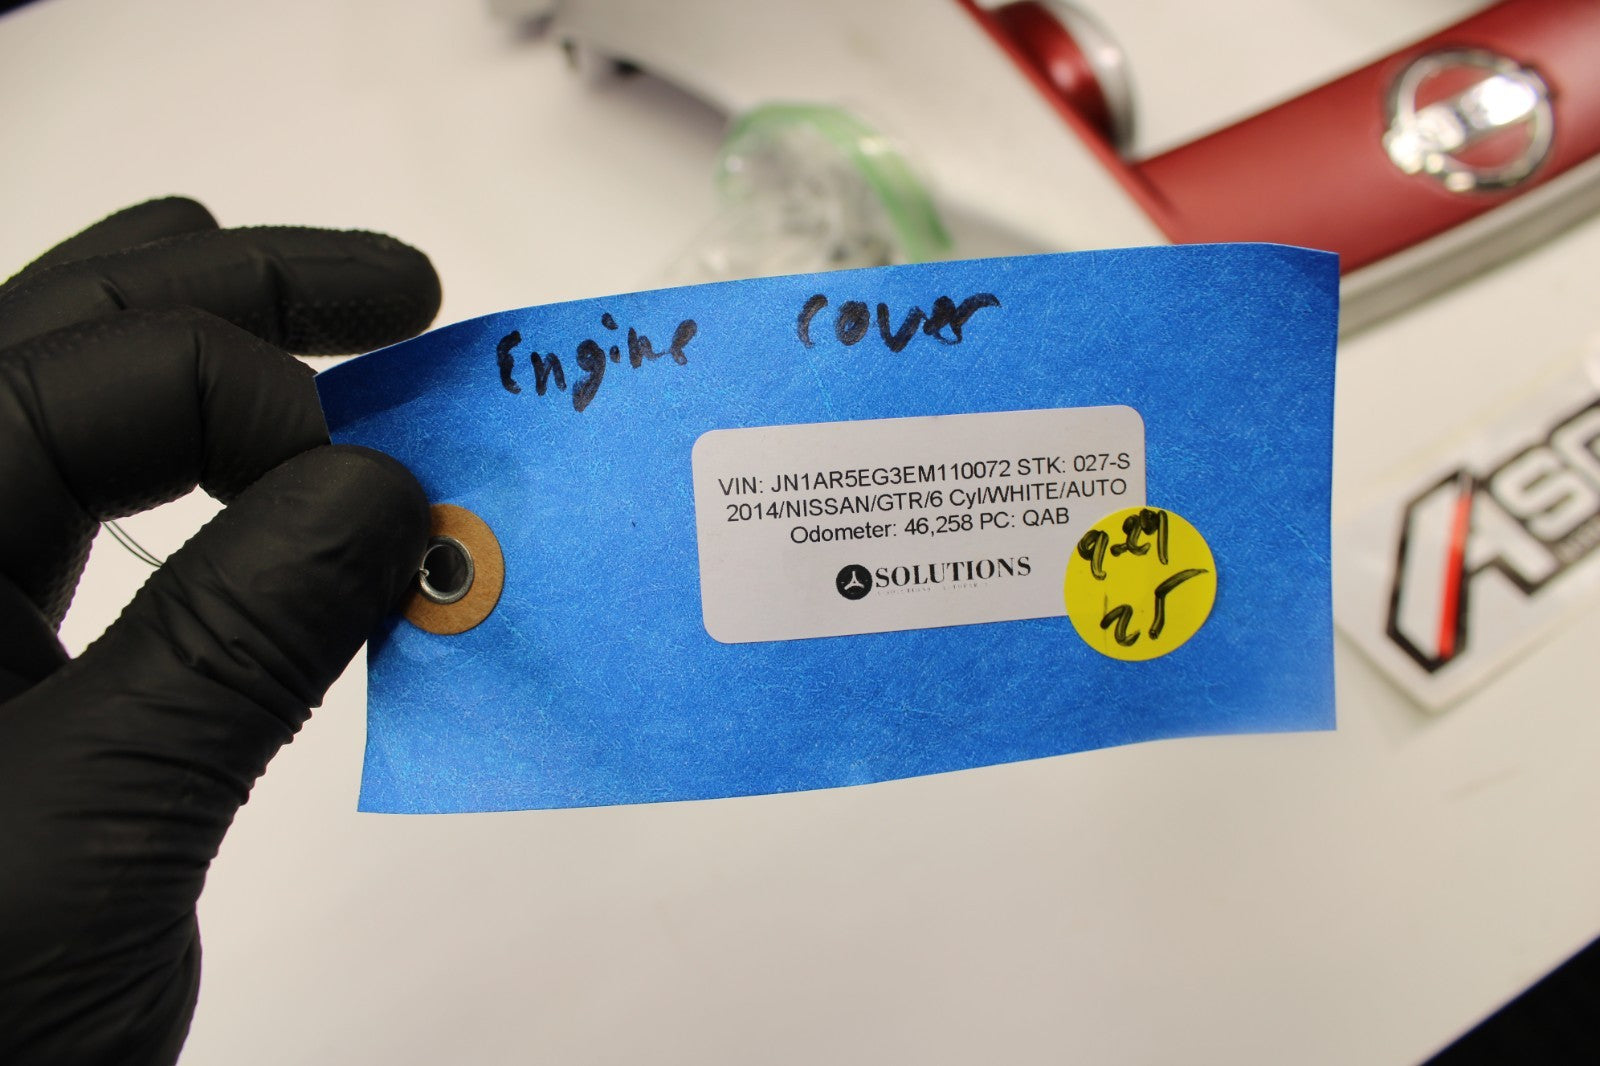 Engine cover
VIN: JN1AR5EG3EM110072 STK: 027-S
2014/NISSAN/GTR/6 Cyl/WHITE/AUTO
Odometer: 46,258 PC: QAB
SOLUTIONS
9-29
25